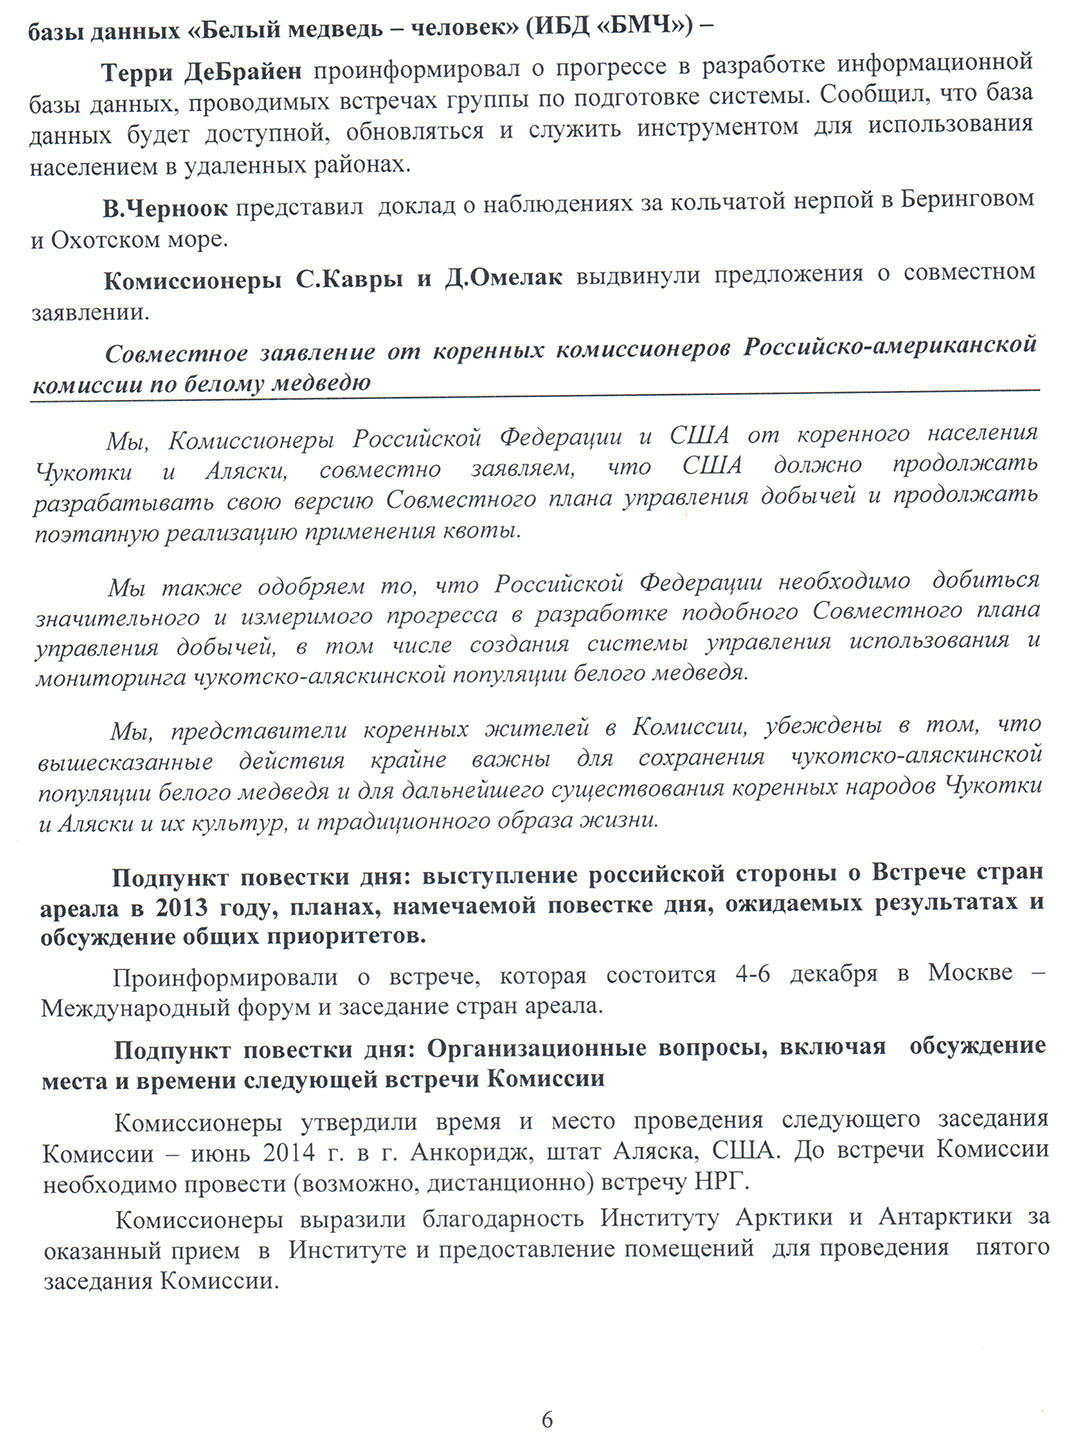 базы данных «Белый медведь – человек» (ИБД «БМЧ») –
Терри ДеБрайен проинформировал о прогрессе в разработке информационной
базы данных, проводимых встречах группы по подготовке системы. Сообщил, что база
данных будет доступной, обновляться и служить инструментом для использования
населением в удаленных районах.
В.Черноок представил доклад о наблюдениях за кольчатой нерпой в Беринговом
и Охотском море.
Комиссионеры С.Кавры и Д.Омелак выдвинули предложения о совместном
заявлении.
Совместное заявление от коренных комиссионеров Российско-американской
комиссии по белому медведю
Мы, Комиссионеры Российской Федерации и США от коренного населения
Чукотки и Аляски, совместно заявляем, что США должно продолжать
разрабатывать свою версию Совместного плана управления добычей и продолжать
поэтапную реализацию применения квоты.
Мы также одобряем то, что Российской Федерации необходимо добиться
значительного и измеримого прогресса в разработке подобного Совместного плана
управления добычей, в том числе создания системы управления использования и
мониторинга чукотско-аляскинской популяции белого медведя.
Мы, представители коренных жителей в Комиссии, убеждены в том, что
вышесказанные действия крайне важны для сохранения чукотско-аляскинской
популяции белого медведя и для дальнейшего существования коренных народов Чукотки
и Аляски и их культур, и традиционного образа жизни.
Подпункт повестки дня: выступление российской стороны о Встрече стран
ареала в 2013 году, планах, намечаемой повестке дня, ожидаемых результатах и
обсуждение общих приоритетов.
Проинформировали о встрече, которая состоится 4-6 декабря в Москве –
Международный форум и заседание стран ареала.
Подпункт повестки дня: Организационные вопросы, включая обсуждение
места и времени следующей встречи Комиссии
Комиссионеры утвердили время и место проведения следующего заседания
Комиссии – июнь 2014 г. в г. Анкоридж, штат Аляска, США. До встречи Комиссии
необходимо провести (возможно, дистанционно) встречу НРГ.
Комиссионеры выразили благодарность Институту Арктики и Антарктики за
оказанный прием в Институте и предоставление помещений для проведения пятого
заседания Комиссии.
6